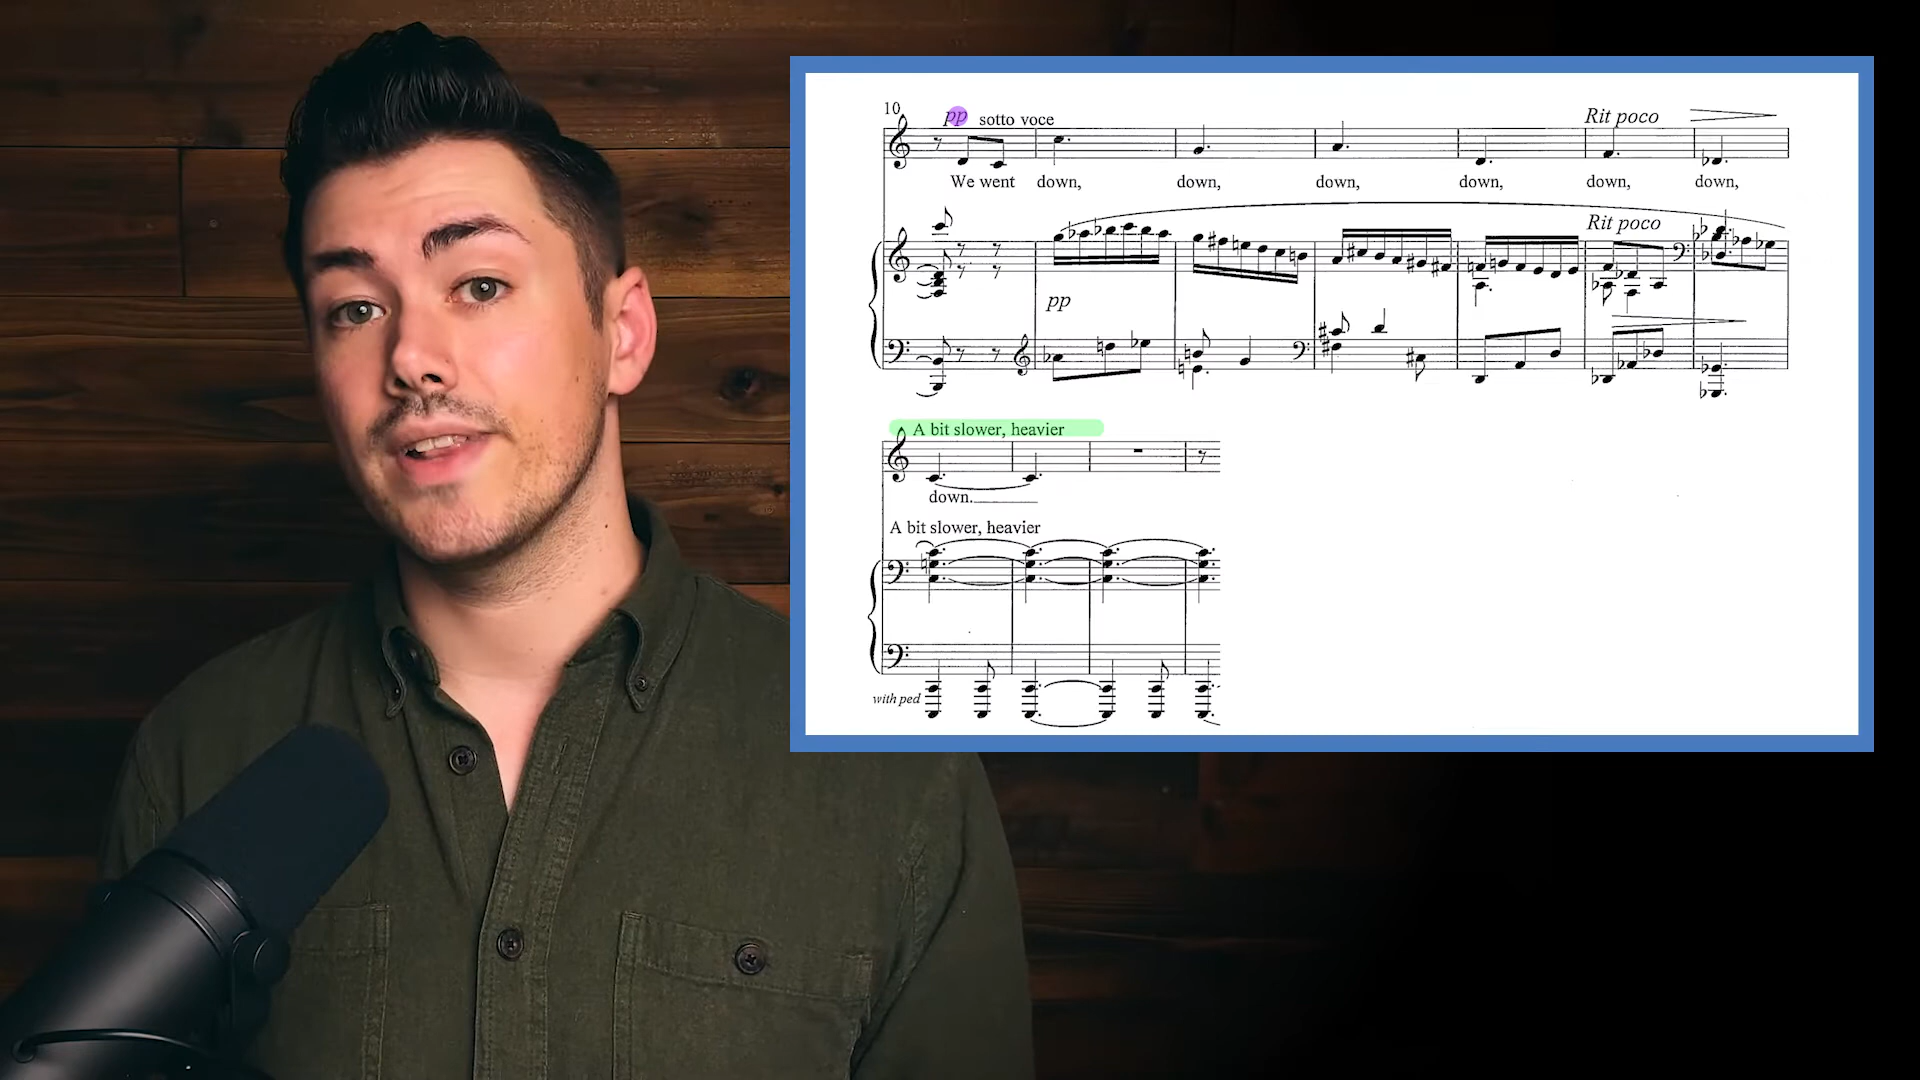 10
pp sotto voce
Rit poco
We went down, down, down, down, down, down,
Rit poco
pp
A bit slower, heavier
down.
A bit slower, heavier
with ped